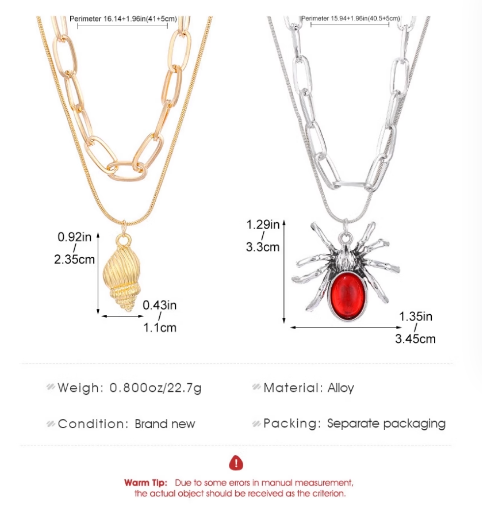 Perimeter 16.14+1.96in(41+5cm)
Perimeter 15.94+1.96in(40.5+5cm)
0.92in
/
2.35cm
0.43in
/
1.1cm
1.29in
/
3.3cm
1.35in
/
3.45cm
Weigh: 0.800oz/22.7g
Material: Alloy
Condition: Brand new
Packing: Separate packaging
Warm Tip: Due to some errors in manual measurement,
the actual object should be received as the criterion.